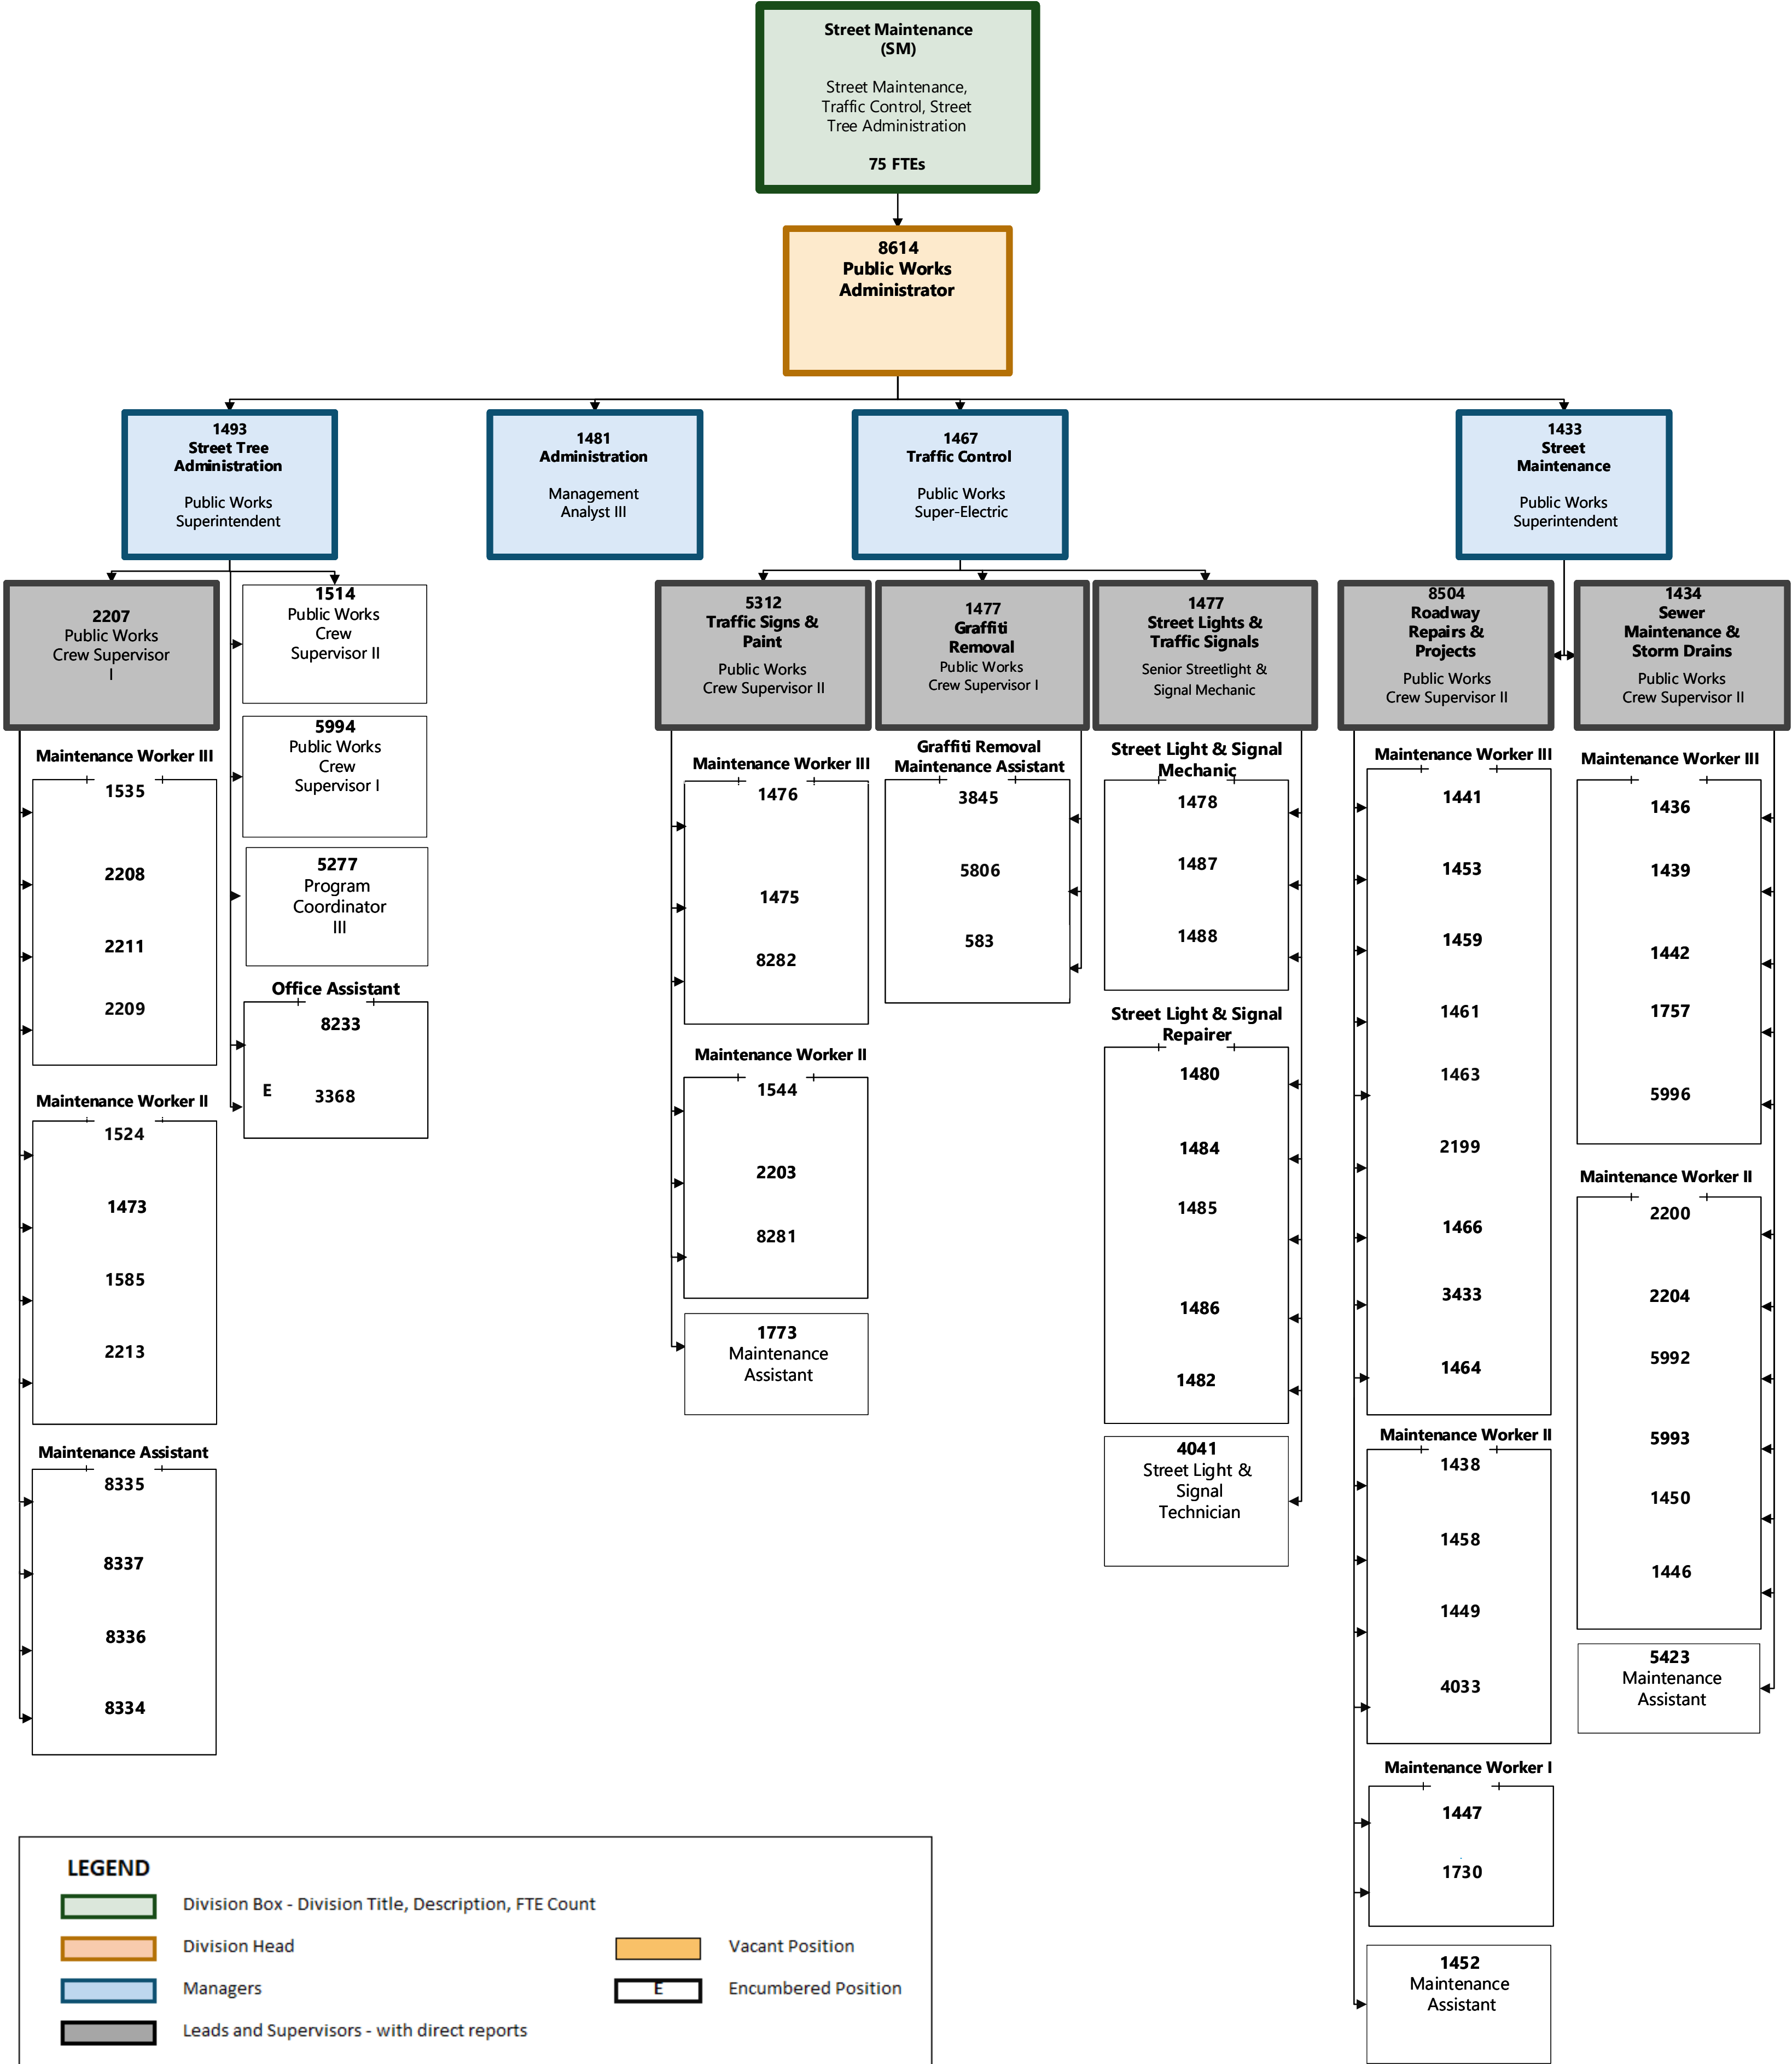 Street Maintenance
(SM)
Street Maintenance,
Traffic Control, Street
Tree Administration
75 FTEs
8614
Public Works
Administrator
1493
Street Tree
Administration
Public Works
Superintendent
1481
Administration
Management
Analyst III
1467
Traffic Control
Public Works
Super-Electric
1433
Street
Maintenance
Public Works
Superintendent
2207
Public Works
Crew Supervisor
I
1514
Public Works
Crew
Supervisor II
5994
Public Works
Crew
Supervisor I
5277
Program
Coordinator
III
Office Assistant
8233
E
3368
Maintenance Worker III
1535
2208
2211
2209
Maintenance Worker II
1524
1473
1585
2213
Maintenance Assistant
8335
8337
8336
8334
5312
Traffic Signs &
Paint
Public Works
Crew Supervisor II
Maintenance Worker III
1476
1475
8282
Maintenance Worker II
1544
2203
8281
1773
Maintenance
Assistant
1477
Graffiti
Removal
Public Works
Crew Supervisor I
Graffiti Removal
Maintenance Assistant
3845
5806
583
1477
Street Lights &
Traffic Signals
Senior Streetlight &
Signal Mechanic
Street Light & Signal
Mechanic
1478
1487
1488
Street Light & Signal
Repairer
1480
1484
1485
1486
1482
4041
Street Light &
Signal
Technician
8504
Roadway
Repairs &
Projects
Public Works
Crew Supervisor II
Maintenance Worker III
1441
1453
1459
1461
1463
2199
1466
3433
1464
Maintenance Worker II
1438
1458
1449
4033
Maintenance Worker I
1447
1730
1452
Maintenance
Assistant
1434
Sewer
Maintenance &
Storm Drains
Public Works
Crew Supervisor II
Maintenance Worker III
1436
1439
1442
1757
5996
Maintenance Worker II
2200
2204
5992
5993
1450
1446
5423
Maintenance
Assistant
LEGEND
Division Box - Division Title, Description, FTE Count
Division Head
Vacant Position
Managers
E
Encumbered Position
Leads and Supervisors - with direct reports